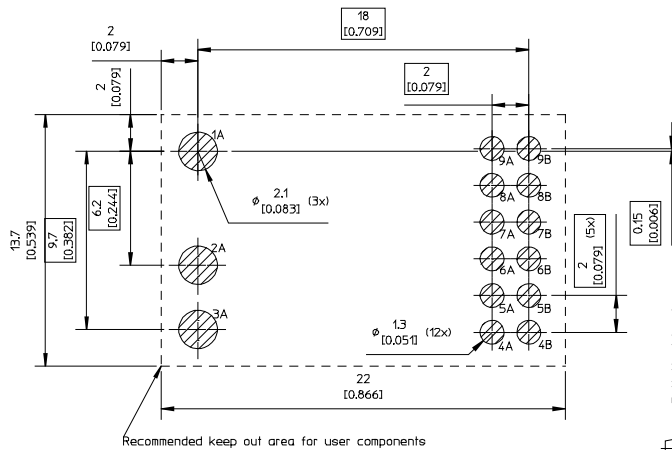 18
[0.709]
2
[0.079]
2
[0.079]
2
[0.079]
1A
9A
9B
8A
8B
7A
7B
6A
6B
5A
5B
4A
4B
2A
3A
⌀ 2.1 (3x)
[0.083]
⌀ 1.3 (12x)
[0.051]
13.7
[0.539]
9.7
[0.382]
6.2
[0.244]
2 (5x)
[0.079]
0.15
[0.006]
22
[0.866]
Recommended keep out area for user components